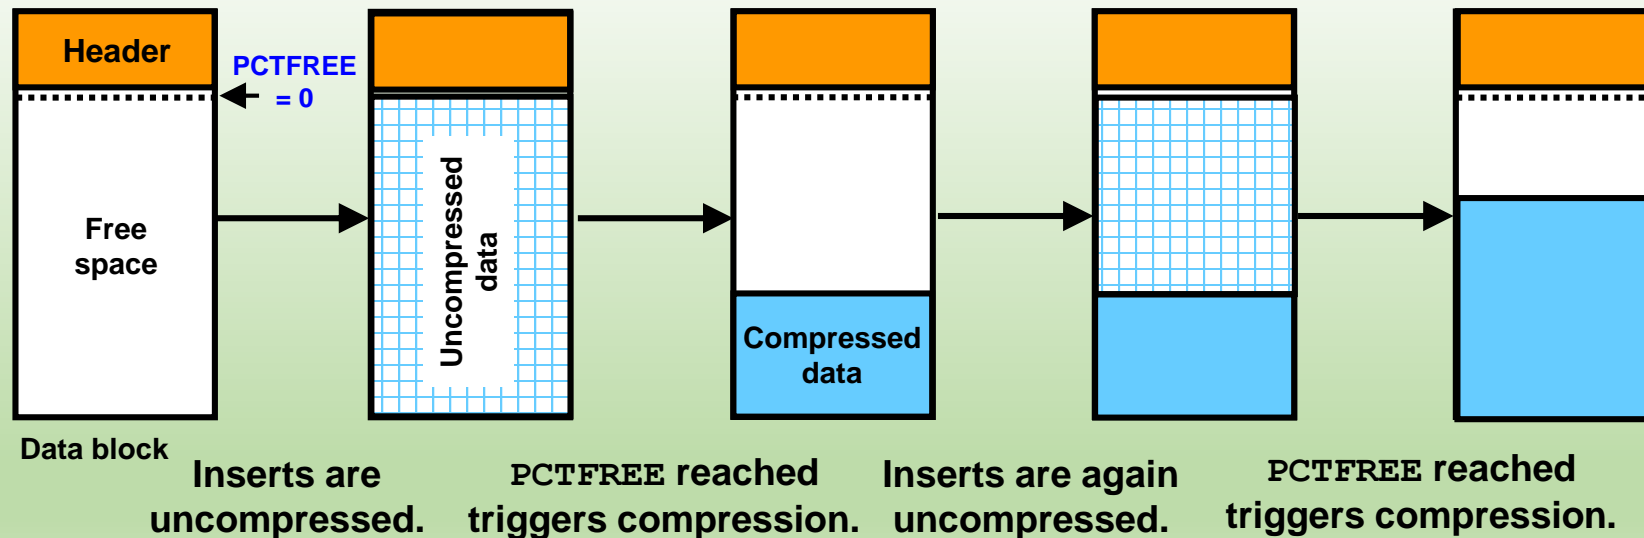 Header
PCTFREE
= 0
Free
space
Uncompressed
data
Compressed
data
Data block
Inserts are
uncompressed.
PCTFREE reached
triggers compression.
Inserts are again
uncompressed.
PCTFREE reached
triggers compression.